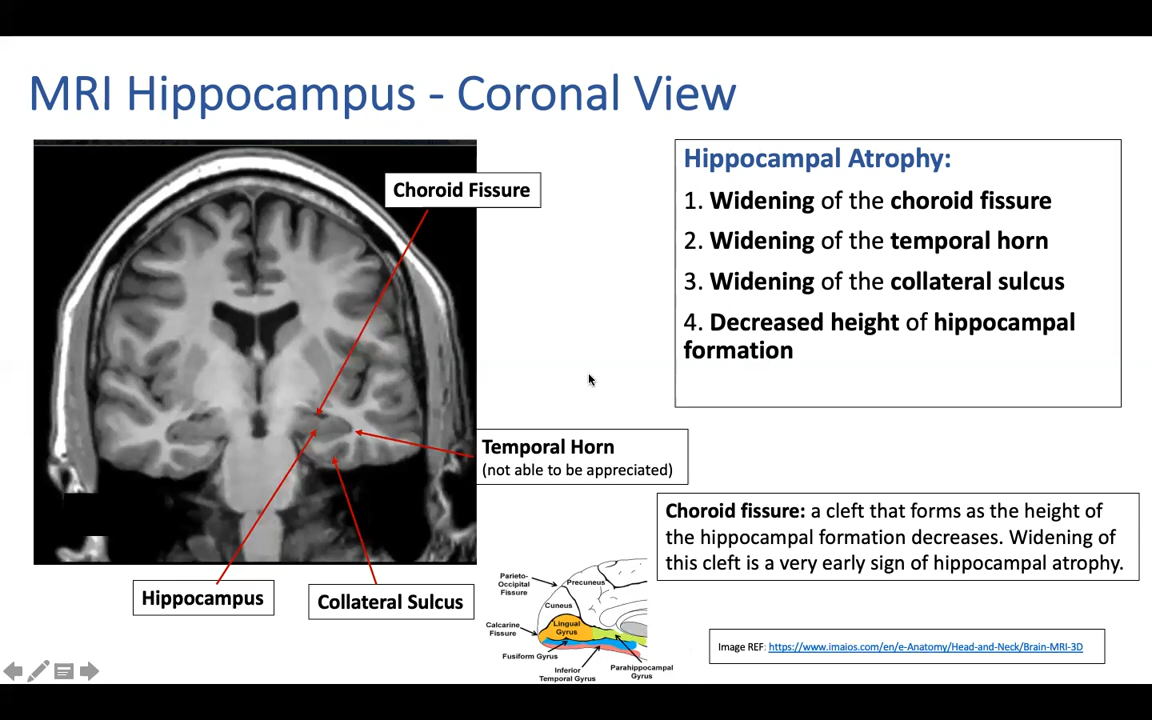 MRI Hippocampus - Coronal View
Choroid Fissure
Hippocampal Atrophy:
1. Widening of the choroid fissure
2. Widening of the temporal horn
3. Widening of the collateral sulcus
4. Decreased height of hippocampal
formation
Temporal Horn
(not able to be appreciated)
Choroid fissure: a cleft that forms as the height of
the hippocampal formation decreases. Widening of
this cleft is a very early sign of hippocampal atrophy.
Hippocampus
Collateral Sulcus
Parieto-
Occipital
Fissure
Precuneus
Cuneus
Calcarine
Fissure
Lingual
Gyrus
Fusiform Gyrus
Inferior
Temporal Gyrus
Parahippocampal
Gyrus
Image REF: https://www.imaios.com/en/e-Anatomy/Head-and-Neck/Brain-MRI-3D